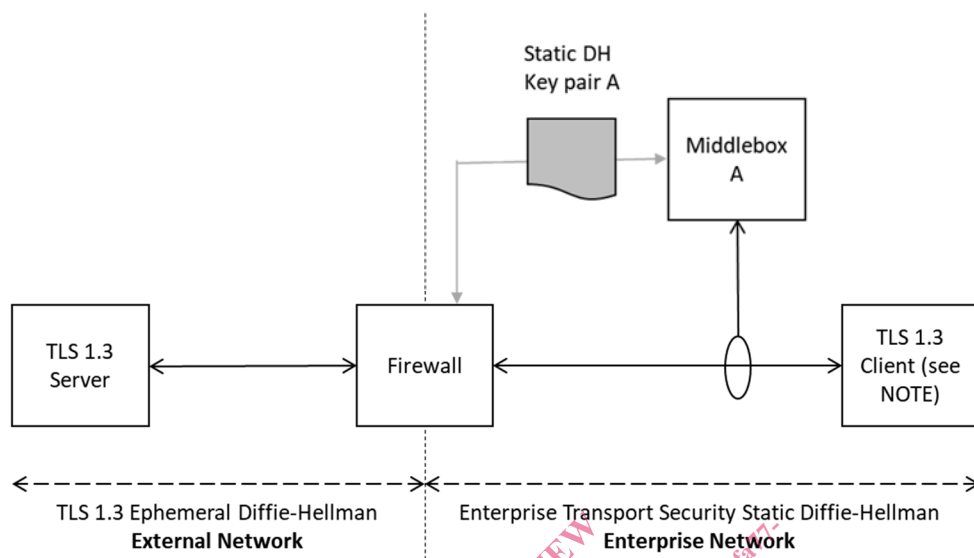 Static DH
Key pair A
Middlebox
A
TLS 1.3
Server
Firewall
TLS 1.3
Client (see
NOTE)
TLS 1.3 Ephemeral Diffie-Hellman
External Network
Enterprise Transport Security Static Diffie-Hellman
Enterprise Network